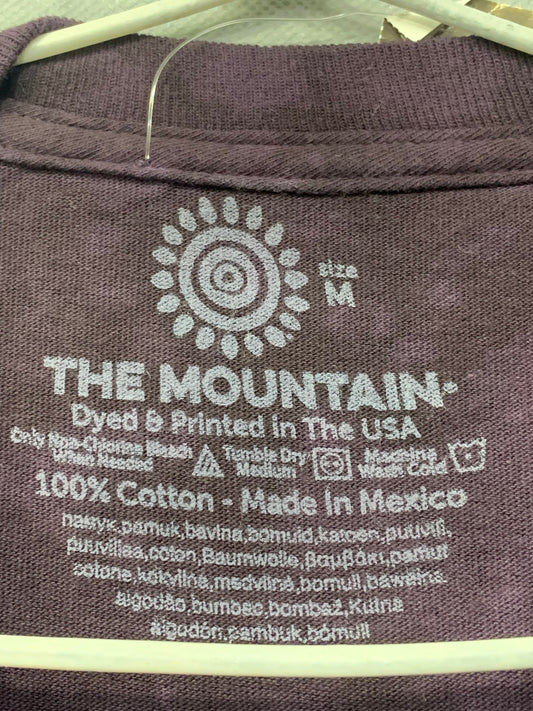 size
M
THE MOUNTAIN®
Dyed & Printed in The USA
Only Non-Chlorine Bleach When Needed
Tumble Dry Medium
Machine Wash Cold
100% Cotton - Made In Mexico
памук,pamuk,bavlna,bomuld,katoen,puuvill,
puuvillaa,coton,Baumwolle,βαμβάκι,pamut
cotone,kokvilna,medvilnė,bomull,bawełna
algodão,bumbac,bombaž,Kutna
algodón,pambuk,bómull